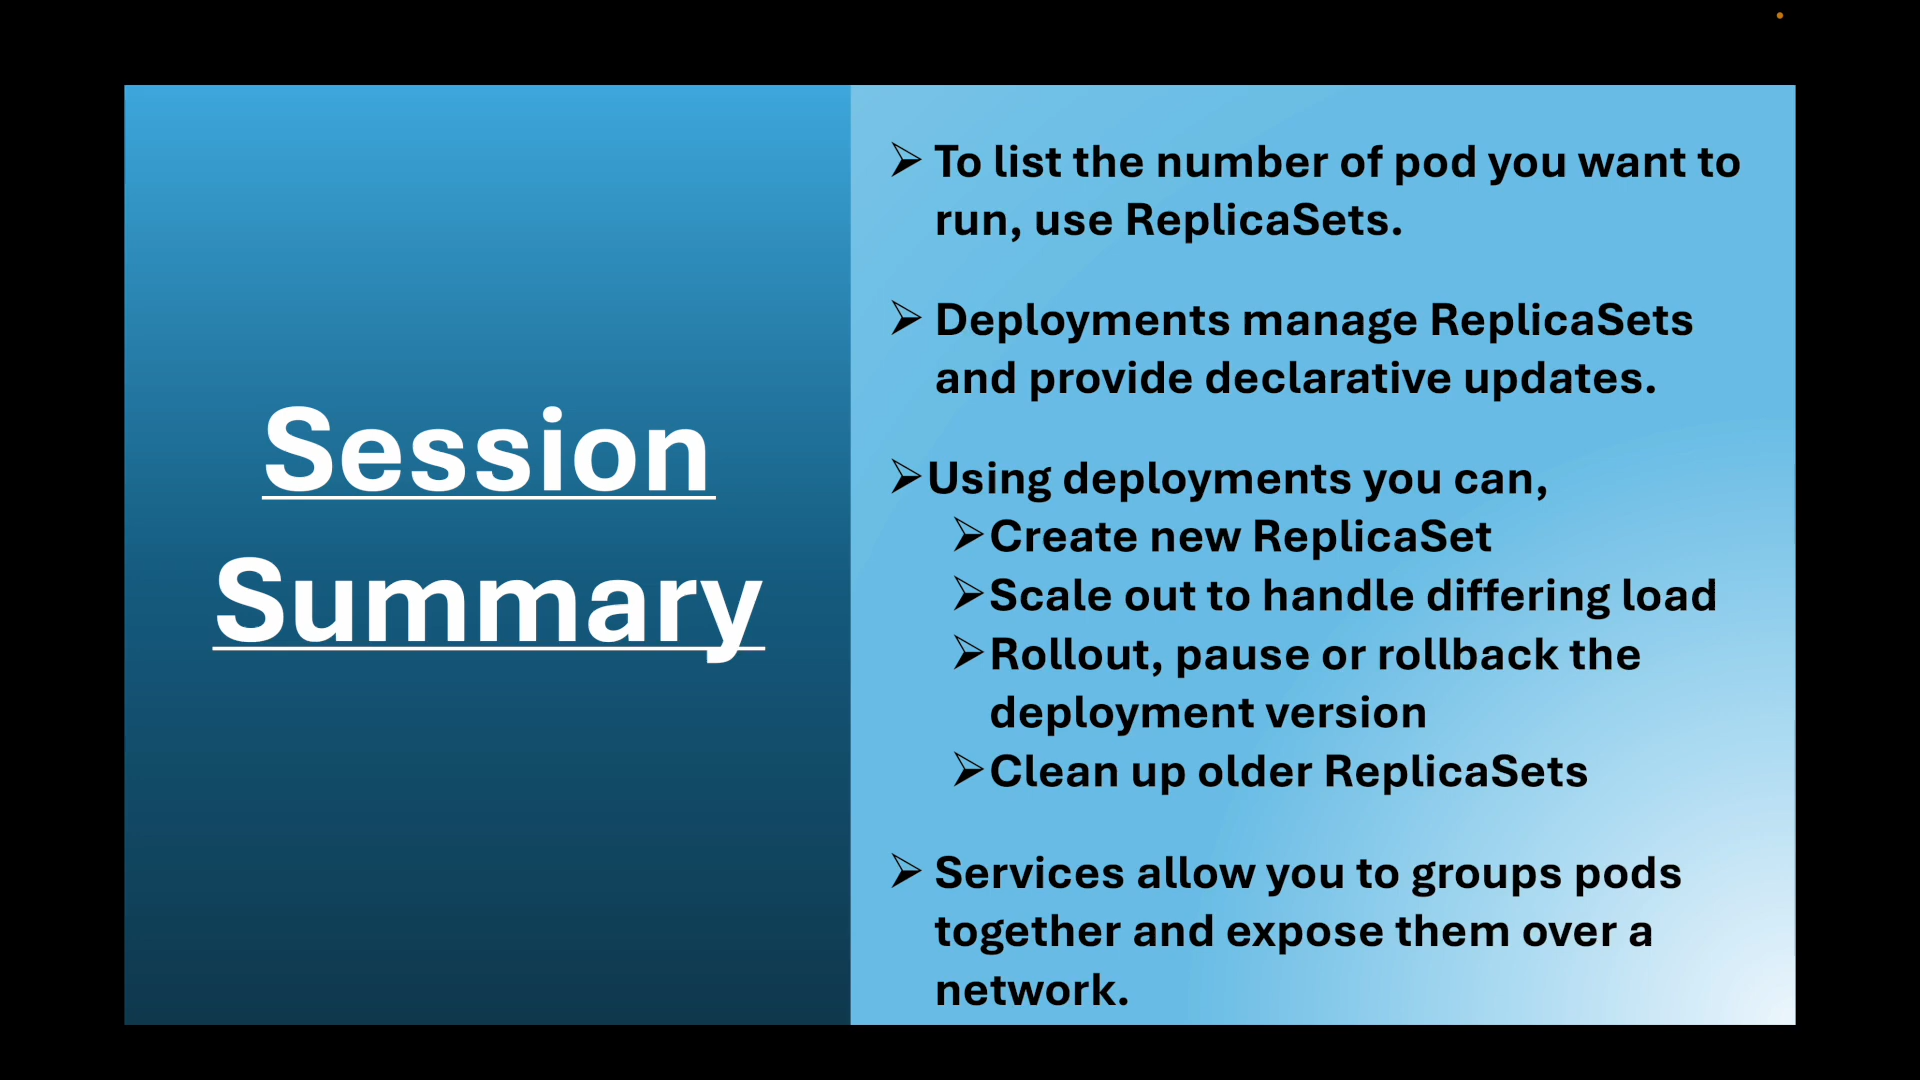 Session
Summary
➢ To list the number of pod you want to
run, use ReplicaSets.
➢ Deployments manage ReplicaSets
and provide declarative updates.
➢Using deployments you can,
➢Create new ReplicaSet
➢Scale out to handle differing load
➢Rollout, pause or rollback the
deployment version
➢Clean up older ReplicaSets
➢ Services allow you to groups pods
together and expose them over a
network.